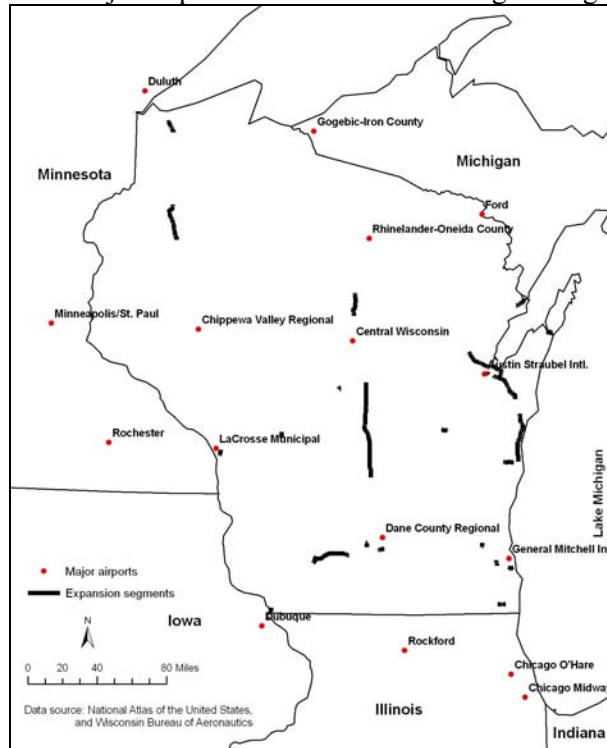 Duluth
Gogebic-Iron County
Michigan
Minnesota
Ford
Rhinelander-Oneida County
Minneapolis/St. Paul
Chippewa Valley Regional
Central Wisconsin
Austin Straubel Intl.
Rochester
LaCrosse Municipal
Lake Michigan
Dane County Regional
General Mitchell In
Major airports
Expansion segments
N
Iowa
Dubuque
Rockford
0 20 40 80 Miles
Chicago O'Hare
Chicago Midway
Illinois
Data source: National Atlas of the United States,
and Wisconsin Bureau of Aeronautics
Indiana